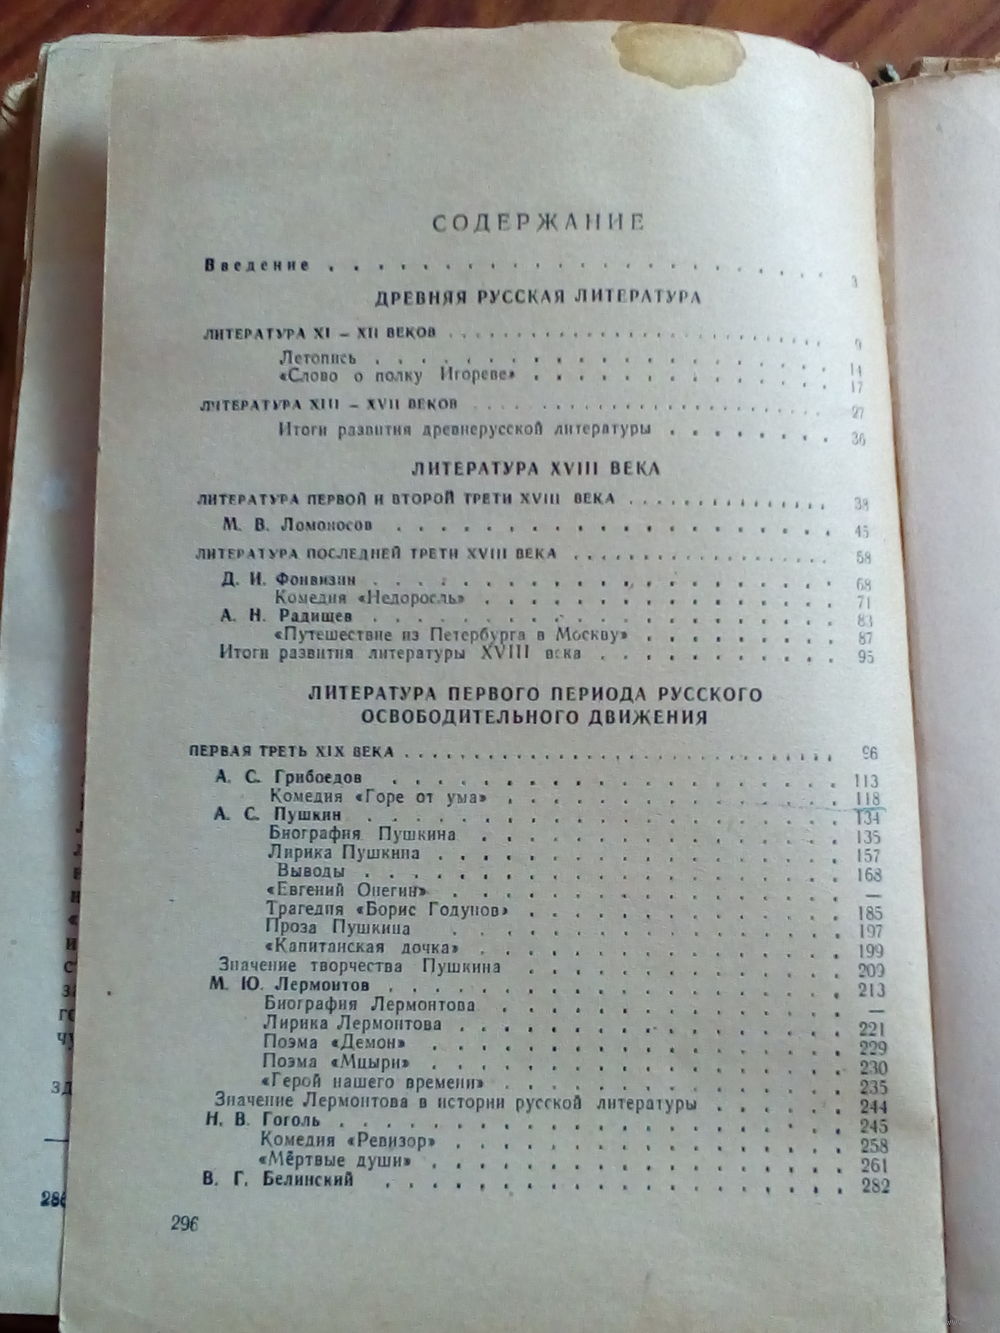 СОДЕРЖАНИЕ
Введение . . . . . . . . . . . . . . . . . . . . . 3
ДРЕВНЯЯ РУССКАЯ ЛИТЕРАТУРА
ЛИТЕРАТУРА XI – XII ВЕКОВ . . . . . . . . . . . . . . . . 9
Летопись . . . . . . . . . . . . . . . . 14
«Слово о полку Игореве» . . . . . . . . . . . . 17
ЛИТЕРАТУРА XIII – XVII ВЕКОВ . . . . . . . . . . . . . . . . 27
Итоги развития древнерусской литературы . . . . . . . 36
ЛИТЕРАТУРА XVIII ВЕКА
ЛИТЕРАТУРА ПЕРВОЙ И ВТОРОЙ ТРЕТИ XVIII ВЕКА . . . . . . . . . . 38
М. В. Ломоносов . . . . . . . . . . . . . . . . 45
ЛИТЕРАТУРА ПОСЛЕДНЕЙ ТРЕТИ XVIII ВЕКА . . . . . . . . . . . . 58
Д. И. Фонвизин . . . . . . . . . . . . . . . . 68
Комедия «Недоросль» . . . . . . . . . . . . . 71
А. Н. Радищев . . . . . . . . . . . . . . . . 83
«Путешествие из Петербурга в Москву» . . . . . . . . 87
Итоги развития литературы XVIII века . . . . . . . . . . 95
ЛИТЕРАТУРА ПЕРВОГО ПЕРИОДА РУССКОГО
ОСВОБОДИТЕЛЬНОГО ДВИЖЕНИЯ
ПЕРВАЯ ТРЕТЬ XIX ВЕКА . . . . . . . . . . . . . . . . . . 96
А. С. Грибоедов . . . . . . . . . . . . . . . . 113
Комедия «Горе от ума» . . . . . . . . . . . . 118
А. С. Пушкин . . . . . . . . . . . . . . . . . 134
Биография Пушкина . . . . . . . . . . . . . 135
Лирика Пушкина . . . . . . . . . . . . . . 157
Выводы . . . . . . . . . . . . . . . . . 168
«Евгений Онегин» . . . . . . . . . . . . . . —
Трагедия «Борис Годунов» . . . . . . . . . . . 185
Проза Пушкина . . . . . . . . . . . . . . 197
«Капитанская дочка» . . . . . . . . . . . . . 199
Значение творчества Пушкина . . . . . . . . . . . 209
М. Ю. Лермонтов . . . . . . . . . . . . . . . . 213
Биография Лермонтова . . . . . . . . . . . . —
Лирика Лермонтова . . . . . . . . . . . . . 221
Поэма «Демон» . . . . . . . . . . . . . . 229
Поэма «Мцыри» . . . . . . . . . . . . . . 230
«Герой нашего времени» . . . . . . . . . . . . 235
Значение Лермонтова в истории русской литературы . . . . . . 244
Н. В. Гоголь . . . . . . . . . . . . . . . . . 245
Комедия «Ревизор» . . . . . . . . . . . . . 258
«Мёртвые души» . . . . . . . . . . . . . . 261
В. Г. Белинский . . . . . . . . . . . . . . . . 282
296
286